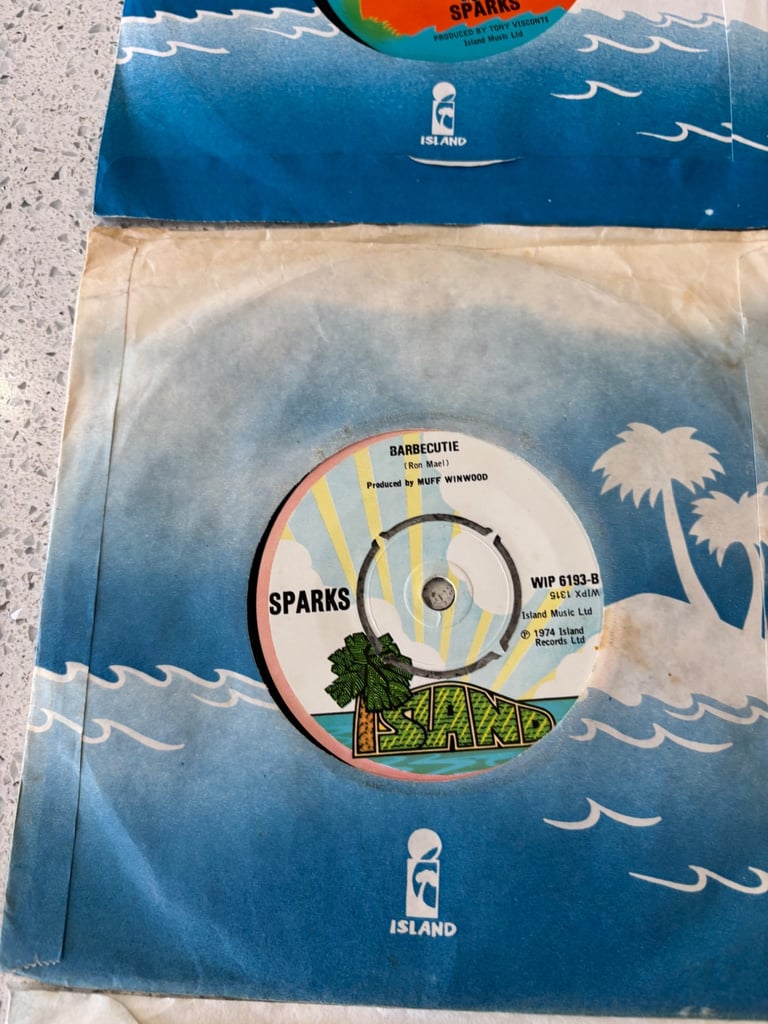 SPARKS
PRODUCED BY TONY VISCONTI
Island Music Ltd
ISLAND
BARBECUTIE
(Ron Mael)
Produced by MUFF WINWOOD
SPARKS
WIP 6193-B
WIPX 1315
Island Music Ltd
℗ 1974 Island
Records Ltd
ISLAND
ISLAND